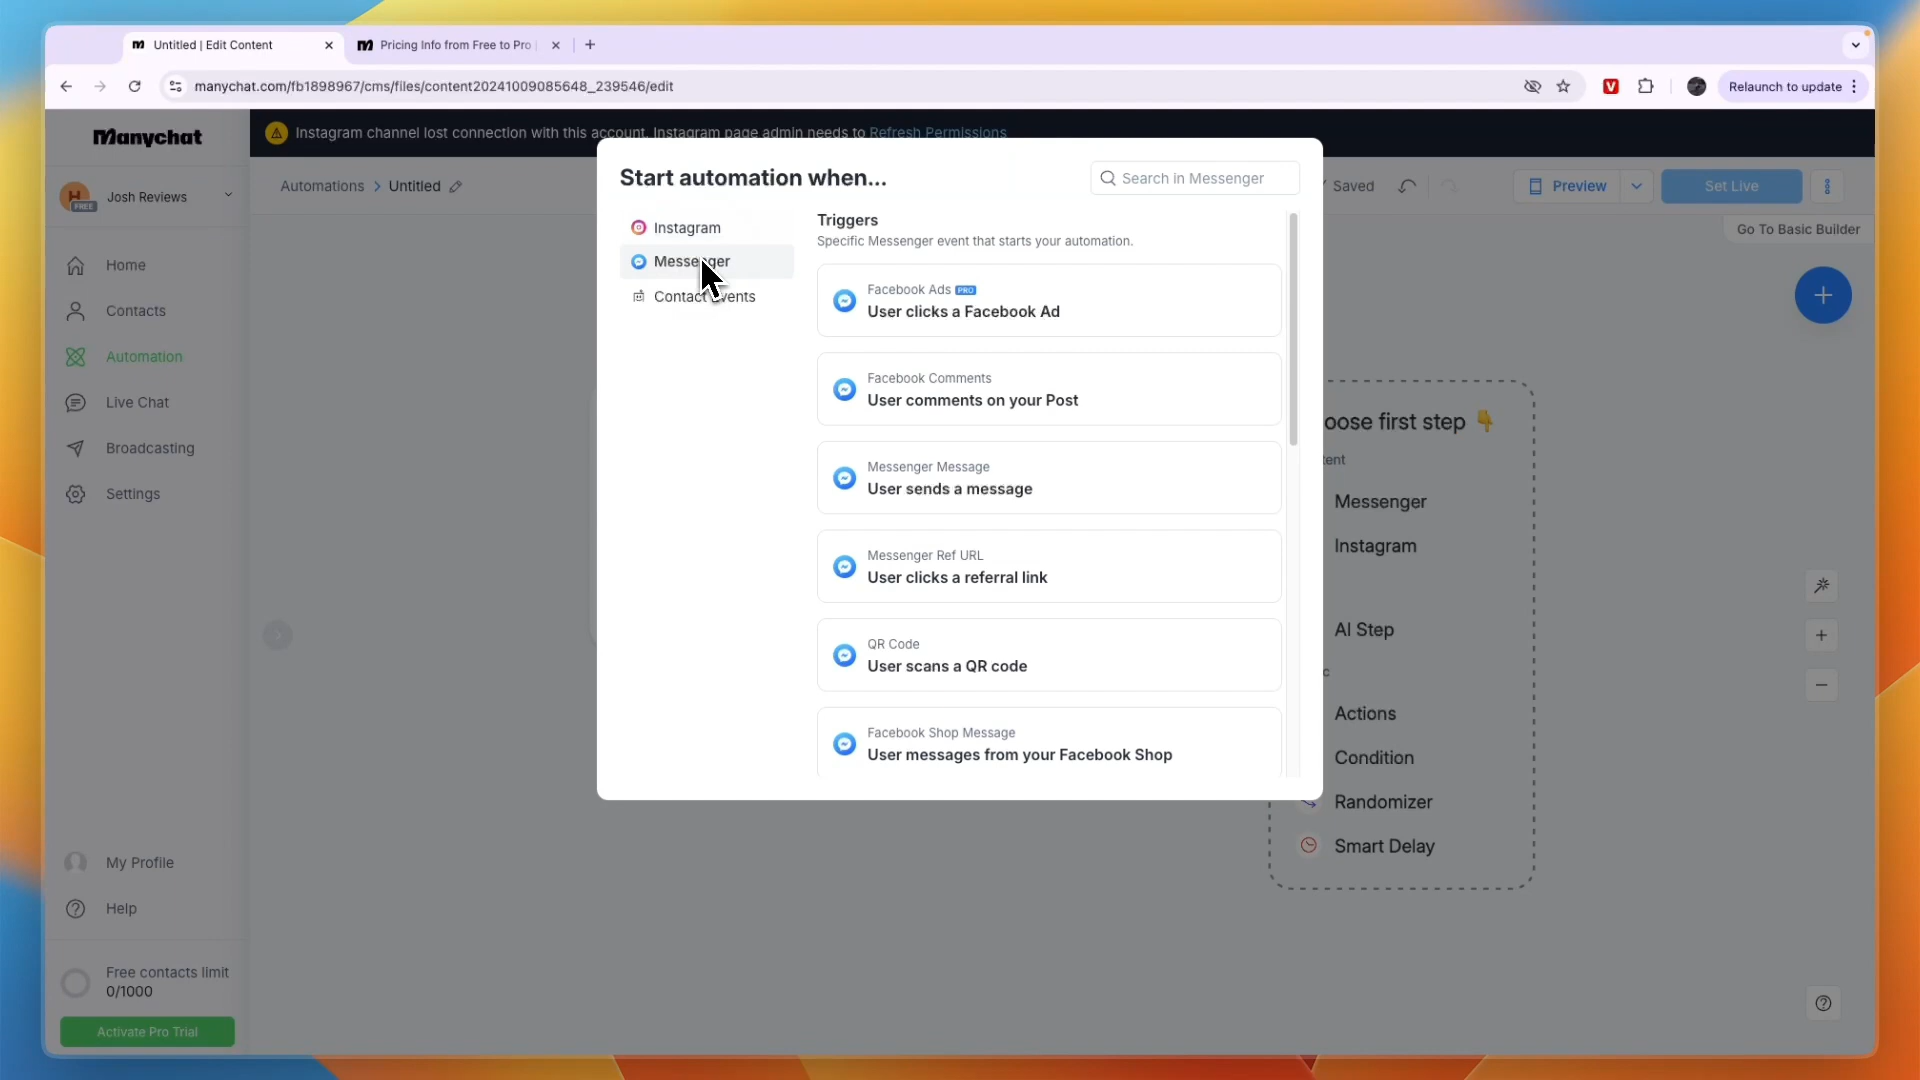 Untitled | Edit Content
Pricing Info from Free to Pro
manychat.com/fb1898967/cms/files/content20241009085648_239546/edit
Relaunch to update
Manychat
Instagram channel lost connection with this account. Instagram page admin needs to Refresh Permissions
Josh Reviews
FREE
Automations > Untitled
Saved
Preview
Set Live
Go To Basic Builder
Home
Contacts
Automation
Live Chat
Broadcasting
Settings
My Profile
Help
Free contacts limit
0/1000
Activate Pro Trial
Start automation when...
Search in Messenger
Instagram
Messenger
Contact Events
Triggers
Specific Messenger event that starts your automation.
Facebook Ads PRO
User clicks a Facebook Ad
Facebook Comments
User comments on your Post
Messenger Message
User sends a message
Messenger Ref URL
User clicks a referral link
QR Code
User scans a QR code
Facebook Shop Message
User messages from your Facebook Shop
oose first step 👇
tent
Messenger
Instagram
AI Step
c
Actions
Condition
Randomizer
Smart Delay